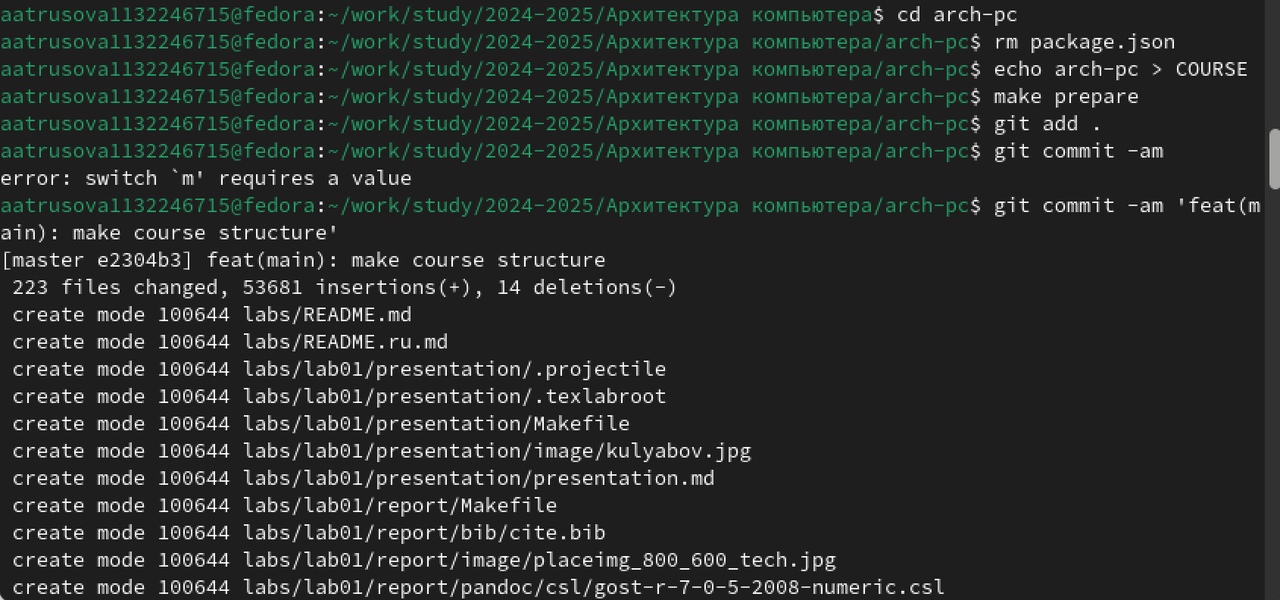 aatrusova1132246715@fedora:~/work/study/2024-2025/Архитектура компьютера$ cd arch-pc
aatrusova1132246715@fedora:~/work/study/2024-2025/Архитектура компьютера/arch-pc$ rm package.json
aatrusova1132246715@fedora:~/work/study/2024-2025/Архитектура компьютера/arch-pc$ echo arch-pc > COURSE
aatrusova1132246715@fedora:~/work/study/2024-2025/Архитектура компьютера/arch-pc$ make prepare
aatrusova1132246715@fedora:~/work/study/2024-2025/Архитектура компьютера/arch-pc$ git add .
aatrusova1132246715@fedora:~/work/study/2024-2025/Архитектура компьютера/arch-pc$ git commit -am
error: switch `m' requires a value
aatrusova1132246715@fedora:~/work/study/2024-2025/Архитектура компьютера/arch-pc$ git commit -am 'feat(m
ain): make course structure'
[master e2304b3] feat(main): make course structure
 223 files changed, 53681 insertions(+), 14 deletions(-)
 create mode 100644 labs/README.md
 create mode 100644 labs/README.ru.md
 create mode 100644 labs/lab01/presentation/.projectile
 create mode 100644 labs/lab01/presentation/.texlabroot
 create mode 100644 labs/lab01/presentation/Makefile
 create mode 100644 labs/lab01/presentation/image/kulyabov.jpg
 create mode 100644 labs/lab01/presentation/presentation.md
 create mode 100644 labs/lab01/report/Makefile
 create mode 100644 labs/lab01/report/bib/cite.bib
 create mode 100644 labs/lab01/report/image/placeimg_800_600_tech.jpg
 create mode 100644 labs/lab01/report/pandoc/csl/gost-r-7-0-5-2008-numeric.csl